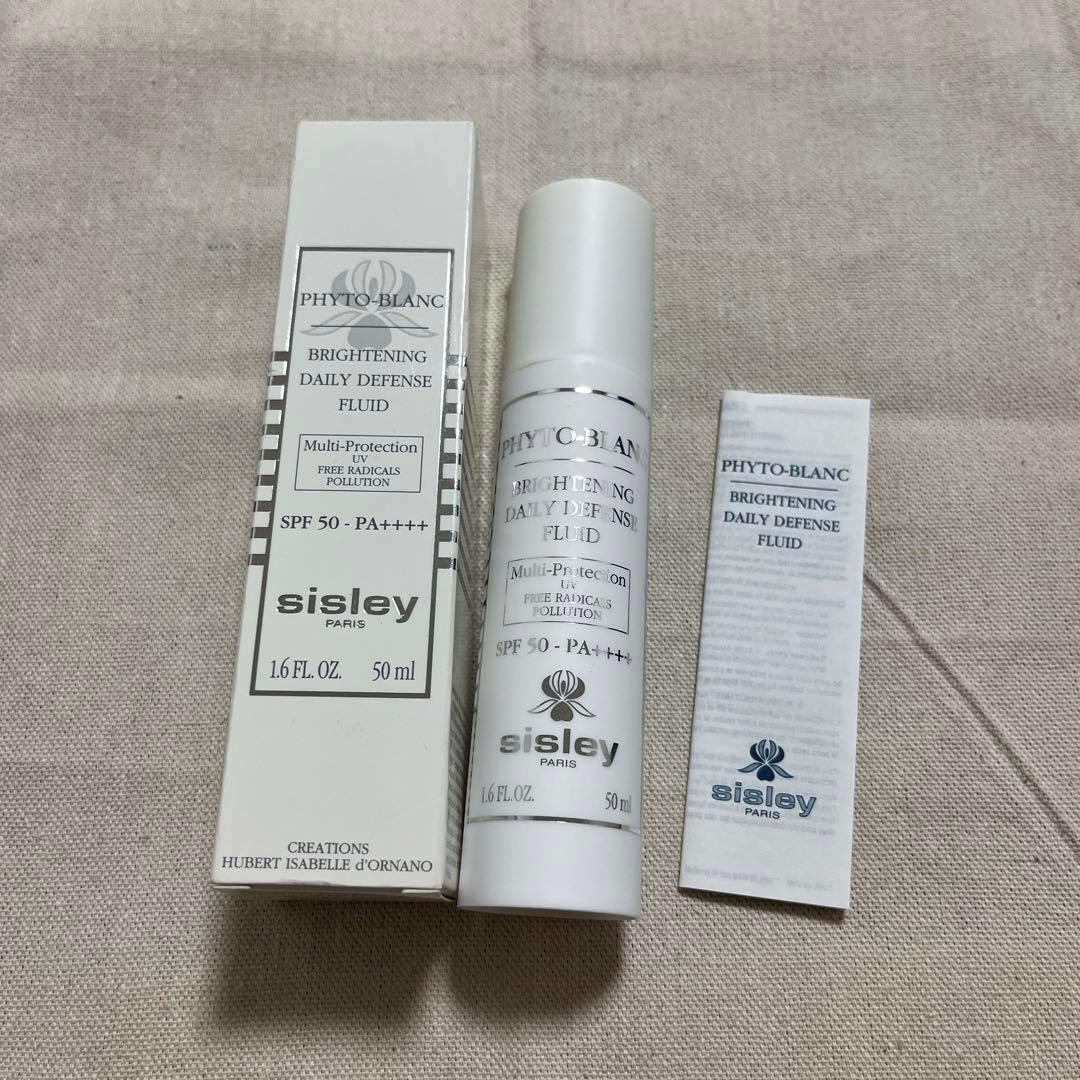 PHYTO-BLANC
BRIGHTENING
DAILY DEFENSE
FLUID
Multi-Protection
UV
FREE RADICALS
POLLUTION
SPF 50 - PA++++
sisley
PARIS
1.6 FL. OZ. 50 ml
CREATIONS
HUBERT ISABELLE d'ORNANO
PHYTO-BLANC
BRIGHTENING
DAILY DEFENSE
FLUID
Multi-Protection
UV
FREE RADICALS
POLLUTION
SPF 50 - PA++++
sisley
PARIS
1.6 FL.OZ. 50 ml
PHYTO-BLANC
BRIGHTENING
DAILY DEFENSE
FLUID
sisley
PARIS